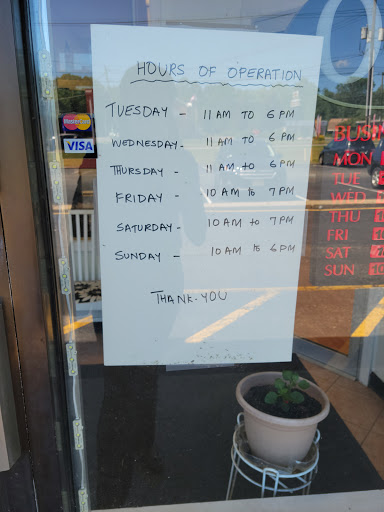 HOURS OF OPERATION
TUESDAY - 11 AM TO 6 PM
WEDNESDAY - 11 AM TO 6 PM
THURSDAY - 11 AM to 6 PM
FRIDAY - 10 AM to 7 PM
SATURDAY - 10 AM to 7 PM
SUNDAY - 10 AM to 6 PM
THANK-YOU
MasterCard
VISA
BUSI
MON
TUE
WED
THU
FRI
SAT
SUN